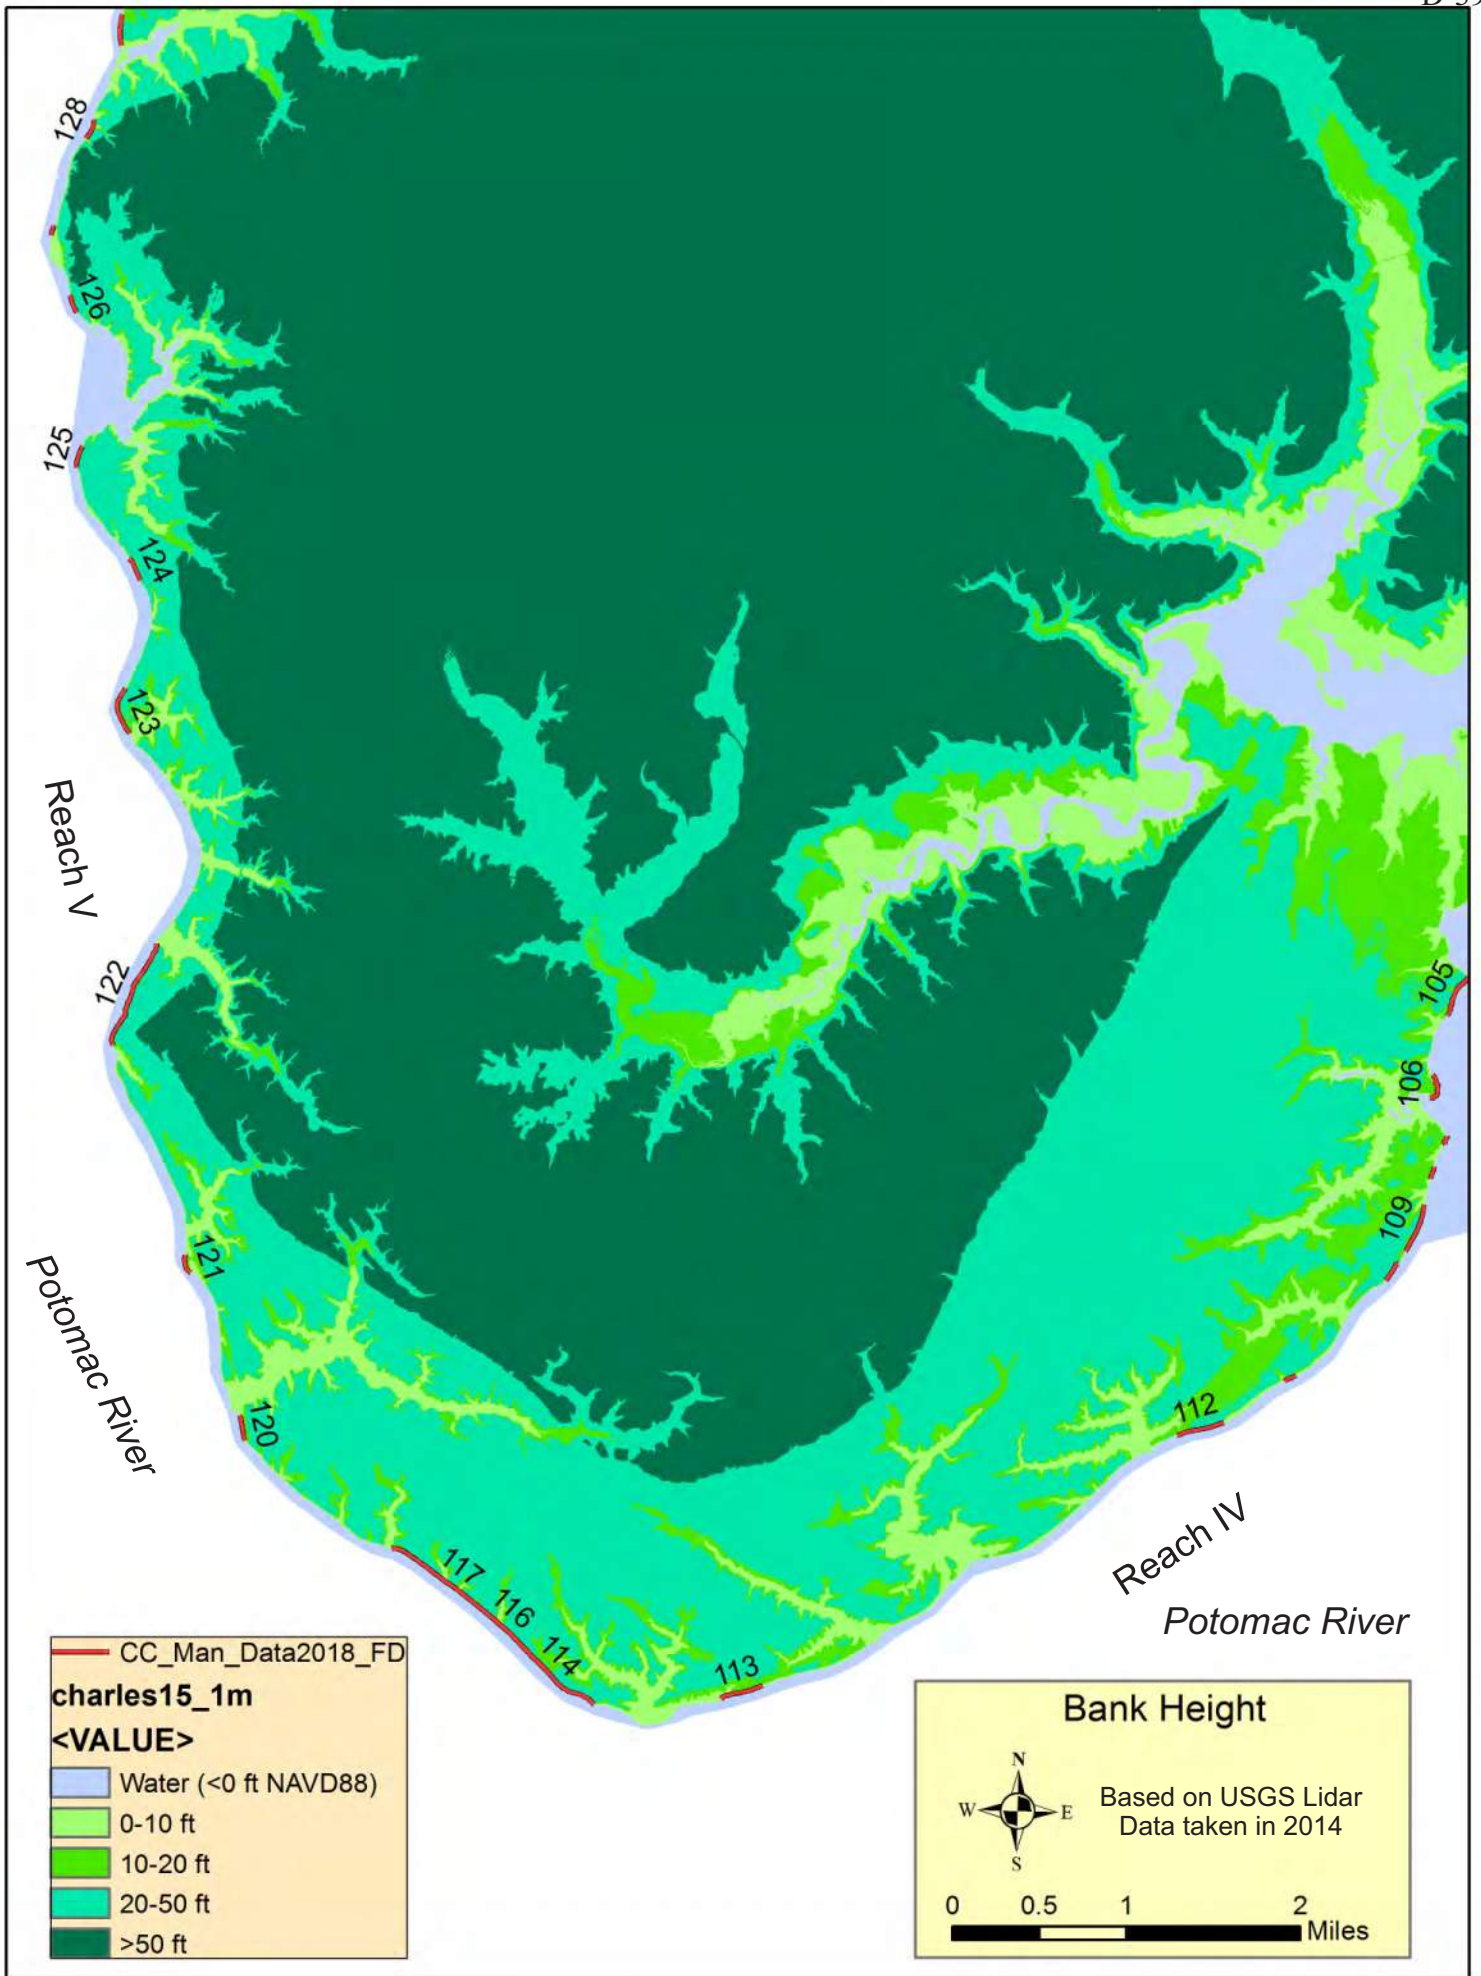 128
126
125
124
123
Reach V
122
105
106
109
121
Potomac River
120
112
Reach IV
117
116
114
113
Potomac River
CC_Man_Data2018_FD
charles15_1m
<VALUE>
Water (<0 ft NAVD88)
0-10 ft
10-20 ft
20-50 ft
>50 ft
Bank Height
N
W E
S
Based on USGS Lidar
Data taken in 2014
0 0.5 1 2
Miles